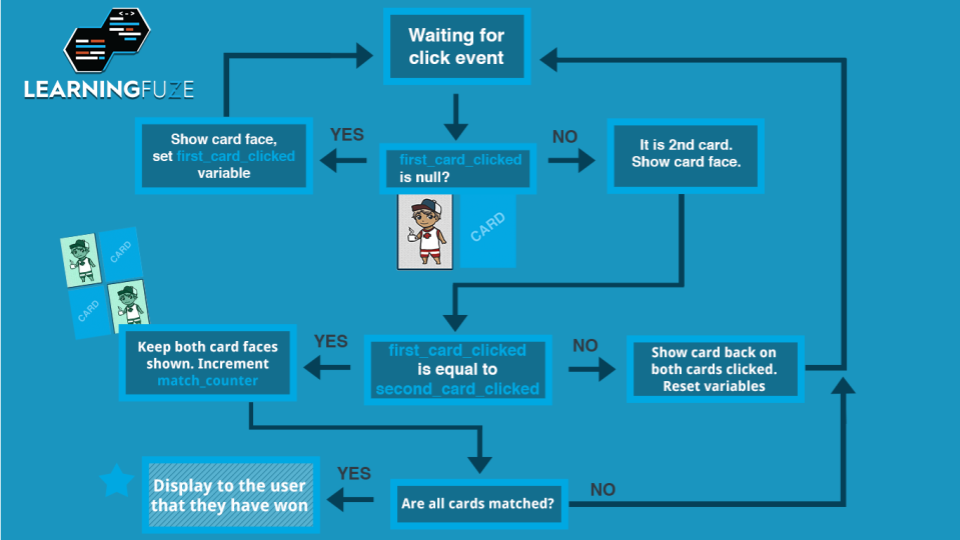 < - >
LEARNINGFUZE
Waiting for
click event
YES
NO
Show card face,
set first_card_clicked
variable
first_card_clicked
is null?
It is 2nd card.
Show card face.
CARD
CARD
CARD
Keep both card faces
shown. Increment
match_counter
YES
first_card_clicked
is equal to
second_card_clicked
NO
Show card back on
both cards clicked.
Reset variables
Display to the user
that they have won
YES
Are all cards matched?
NO